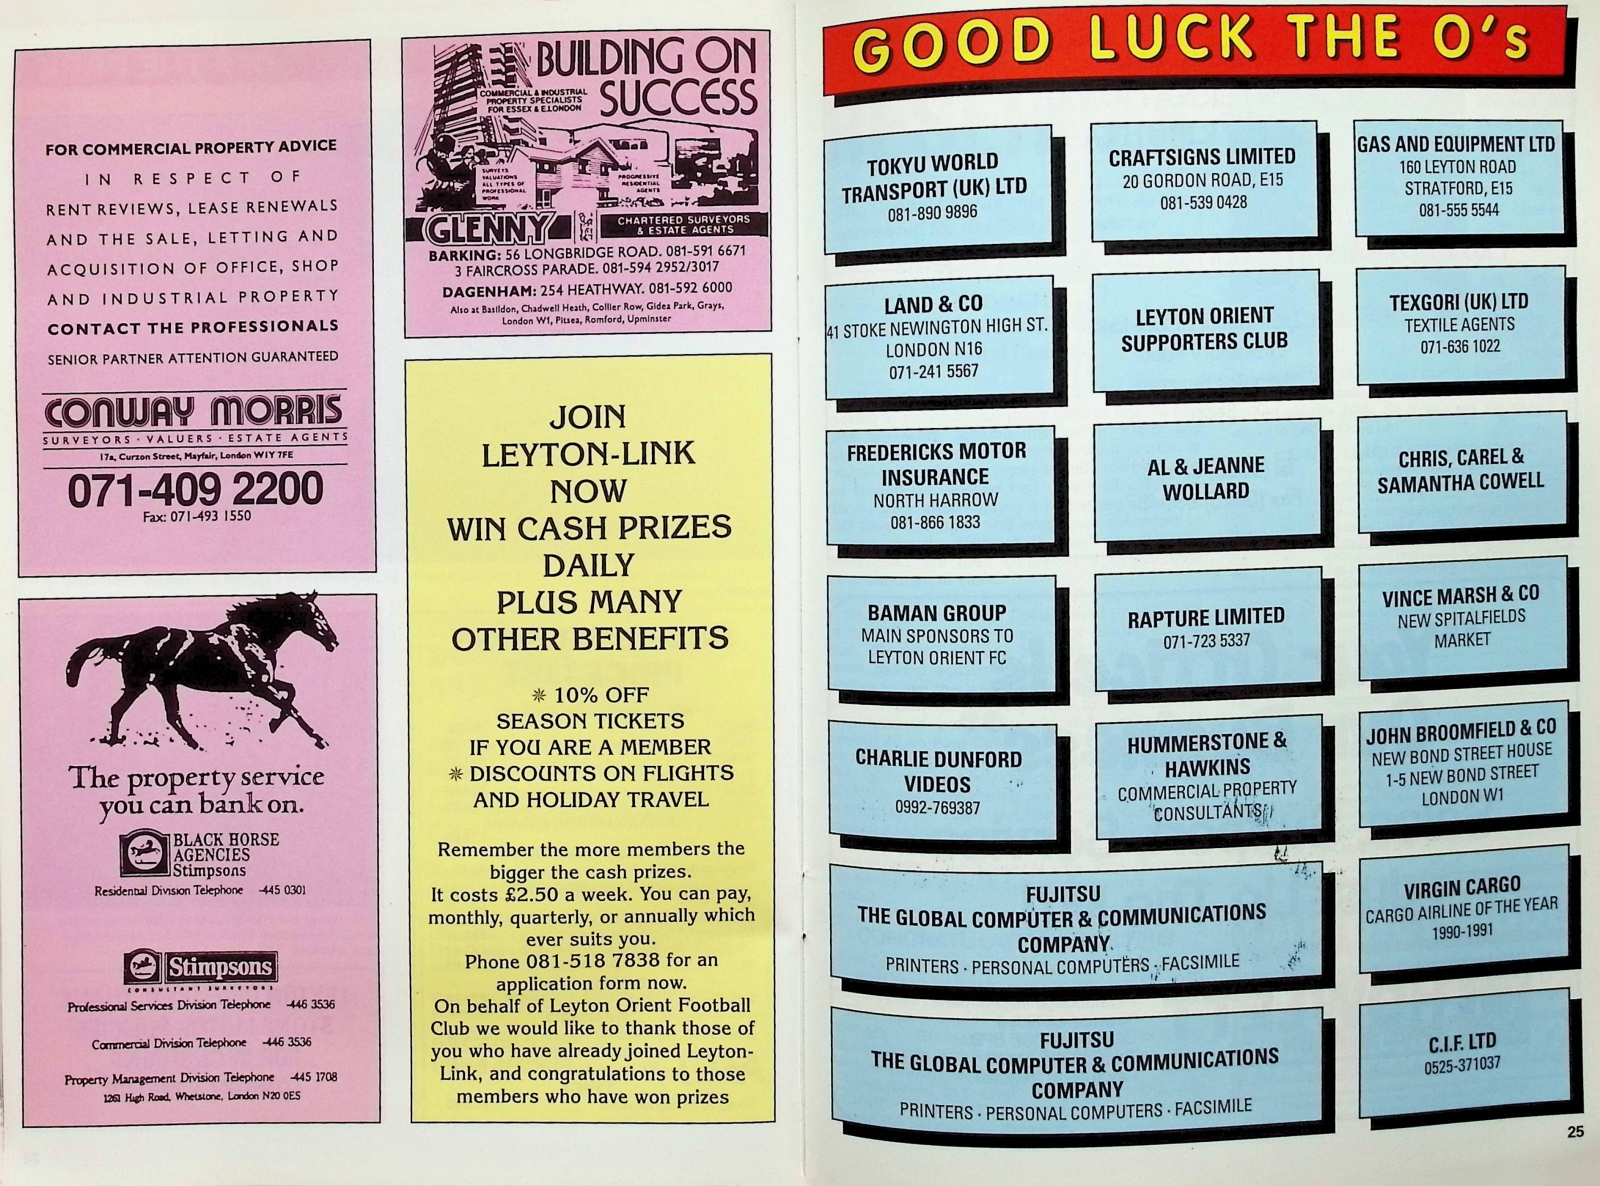 FOR COMMERCIAL PROPERTY ADVICE
IN RESPECT OF
RENT REVIEWS, LEASE RENEWALS
AND THE SALE, LETTING AND
ACQUISITION OF OFFICE, SHOP
AND INDUSTRIAL PROPERTY
CONTACT THE PROFESSIONALS
SENIOR PARTNER ATTENTION GUARANTEED
CONWAY MORRIS
SURVEYORS · VALUERS · ESTATE AGENTS
17a, Curzon Street, Mayfair, London W1Y 7FE
071-409 2200
Fax: 071-493 1550
The property service
you can bank on.
BLACK HORSE
AGENCIES
Stimpsons
Residential Division Telephone -445 0301
Stimpsons
CONSULTANT SURVEYORS
Professional Services Division Telephone -446 3536
Commercial Division Telephone -446 3536
Property Management Division Telephone -445 1708
1261 High Road, Whetstone, London N20 0ES
BUILDING ON
SUCCESS
COMMERCIAL & INDUSTRIAL
PROPERTY SPECIALISTS
FOR ESSEX & E.LONDON
SURVEYS
VALUATIONS
ALL TYPES OF
PROFESSIONAL
WORK
PROGRESSIVE
RESIDENTIAL
AGENTS
GLENNY
CHARTERED SURVEYORS
& ESTATE AGENTS
BARKING: 56 LONGBRIDGE ROAD. 081-591 6671
3 FAIRCROSS PARADE. 081-594 2952/3017
DAGENHAM: 254 HEATHWAY. 081-592 6000
Also at Basildon, Chadwell Heath, Collier Row, Gidea Park, Grays,
London W1, Pitsea, Romford, Upminster
JOIN
LEYTON-LINK
NOW
WIN CASH PRIZES
DAILY
PLUS MANY
OTHER BENEFITS
✳ 10% OFF
SEASON TICKETS
IF YOU ARE A MEMBER
✳ DISCOUNTS ON FLIGHTS
AND HOLIDAY TRAVEL
Remember the more members the
bigger the cash prizes.
It costs £2.50 a week. You can pay,
monthly, quarterly, or annually which
ever suits you.
Phone 081-518 7838 for an
application form now.
On behalf of Leyton Orient Football
Club we would like to thank those of
you who have already joined Leyton-
Link, and congratulations to those
members who have won prizes
GOOD LUCK THE O's
TOKYU WORLD
TRANSPORT (UK) LTD
081-890 9896
CRAFTSIGNS LIMITED
20 GORDON ROAD, E15
081-539 0428
GAS AND EQUIPMENT LTD
160 LEYTON ROAD
STRATFORD, E15
081-555 5544
LAND & CO
41 STOKE NEWINGTON HIGH ST.
LONDON N16
071-241 5567
LEYTON ORIENT
SUPPORTERS CLUB
TEXGORI (UK) LTD
TEXTILE AGENTS
071-636 1022
FREDERICKS MOTOR
INSURANCE
NORTH HARROW
081-866 1833
AL & JEANNE
WOLLARD
CHRIS, CAREL &
SAMANTHA COWELL
BAMAN GROUP
MAIN SPONSORS TO
LEYTON ORIENT FC
RAPTURE LIMITED
071-723 5337
VINCE MARSH & CO
NEW SPITALFIELDS
MARKET
CHARLIE DUNFORD
VIDEOS
0992-769387
HUMMERSTONE &
HAWKINS
COMMERCIAL PROPERTY
CONSULTANTS
JOHN BROOMFIELD & CO
NEW BOND STREET HOUSE
1-5 NEW BOND STREET
LONDON W1
FUJITSU
THE GLOBAL COMPUTER & COMMUNICATIONS
COMPANY
PRINTERS · PERSONAL COMPUTERS · FACSIMILE
VIRGIN CARGO
CARGO AIRLINE OF THE YEAR
1990-1991
FUJITSU
THE GLOBAL COMPUTER & COMMUNICATIONS
COMPANY
PRINTERS · PERSONAL COMPUTERS · FACSIMILE
C.I.F. LTD
0525-371037
25